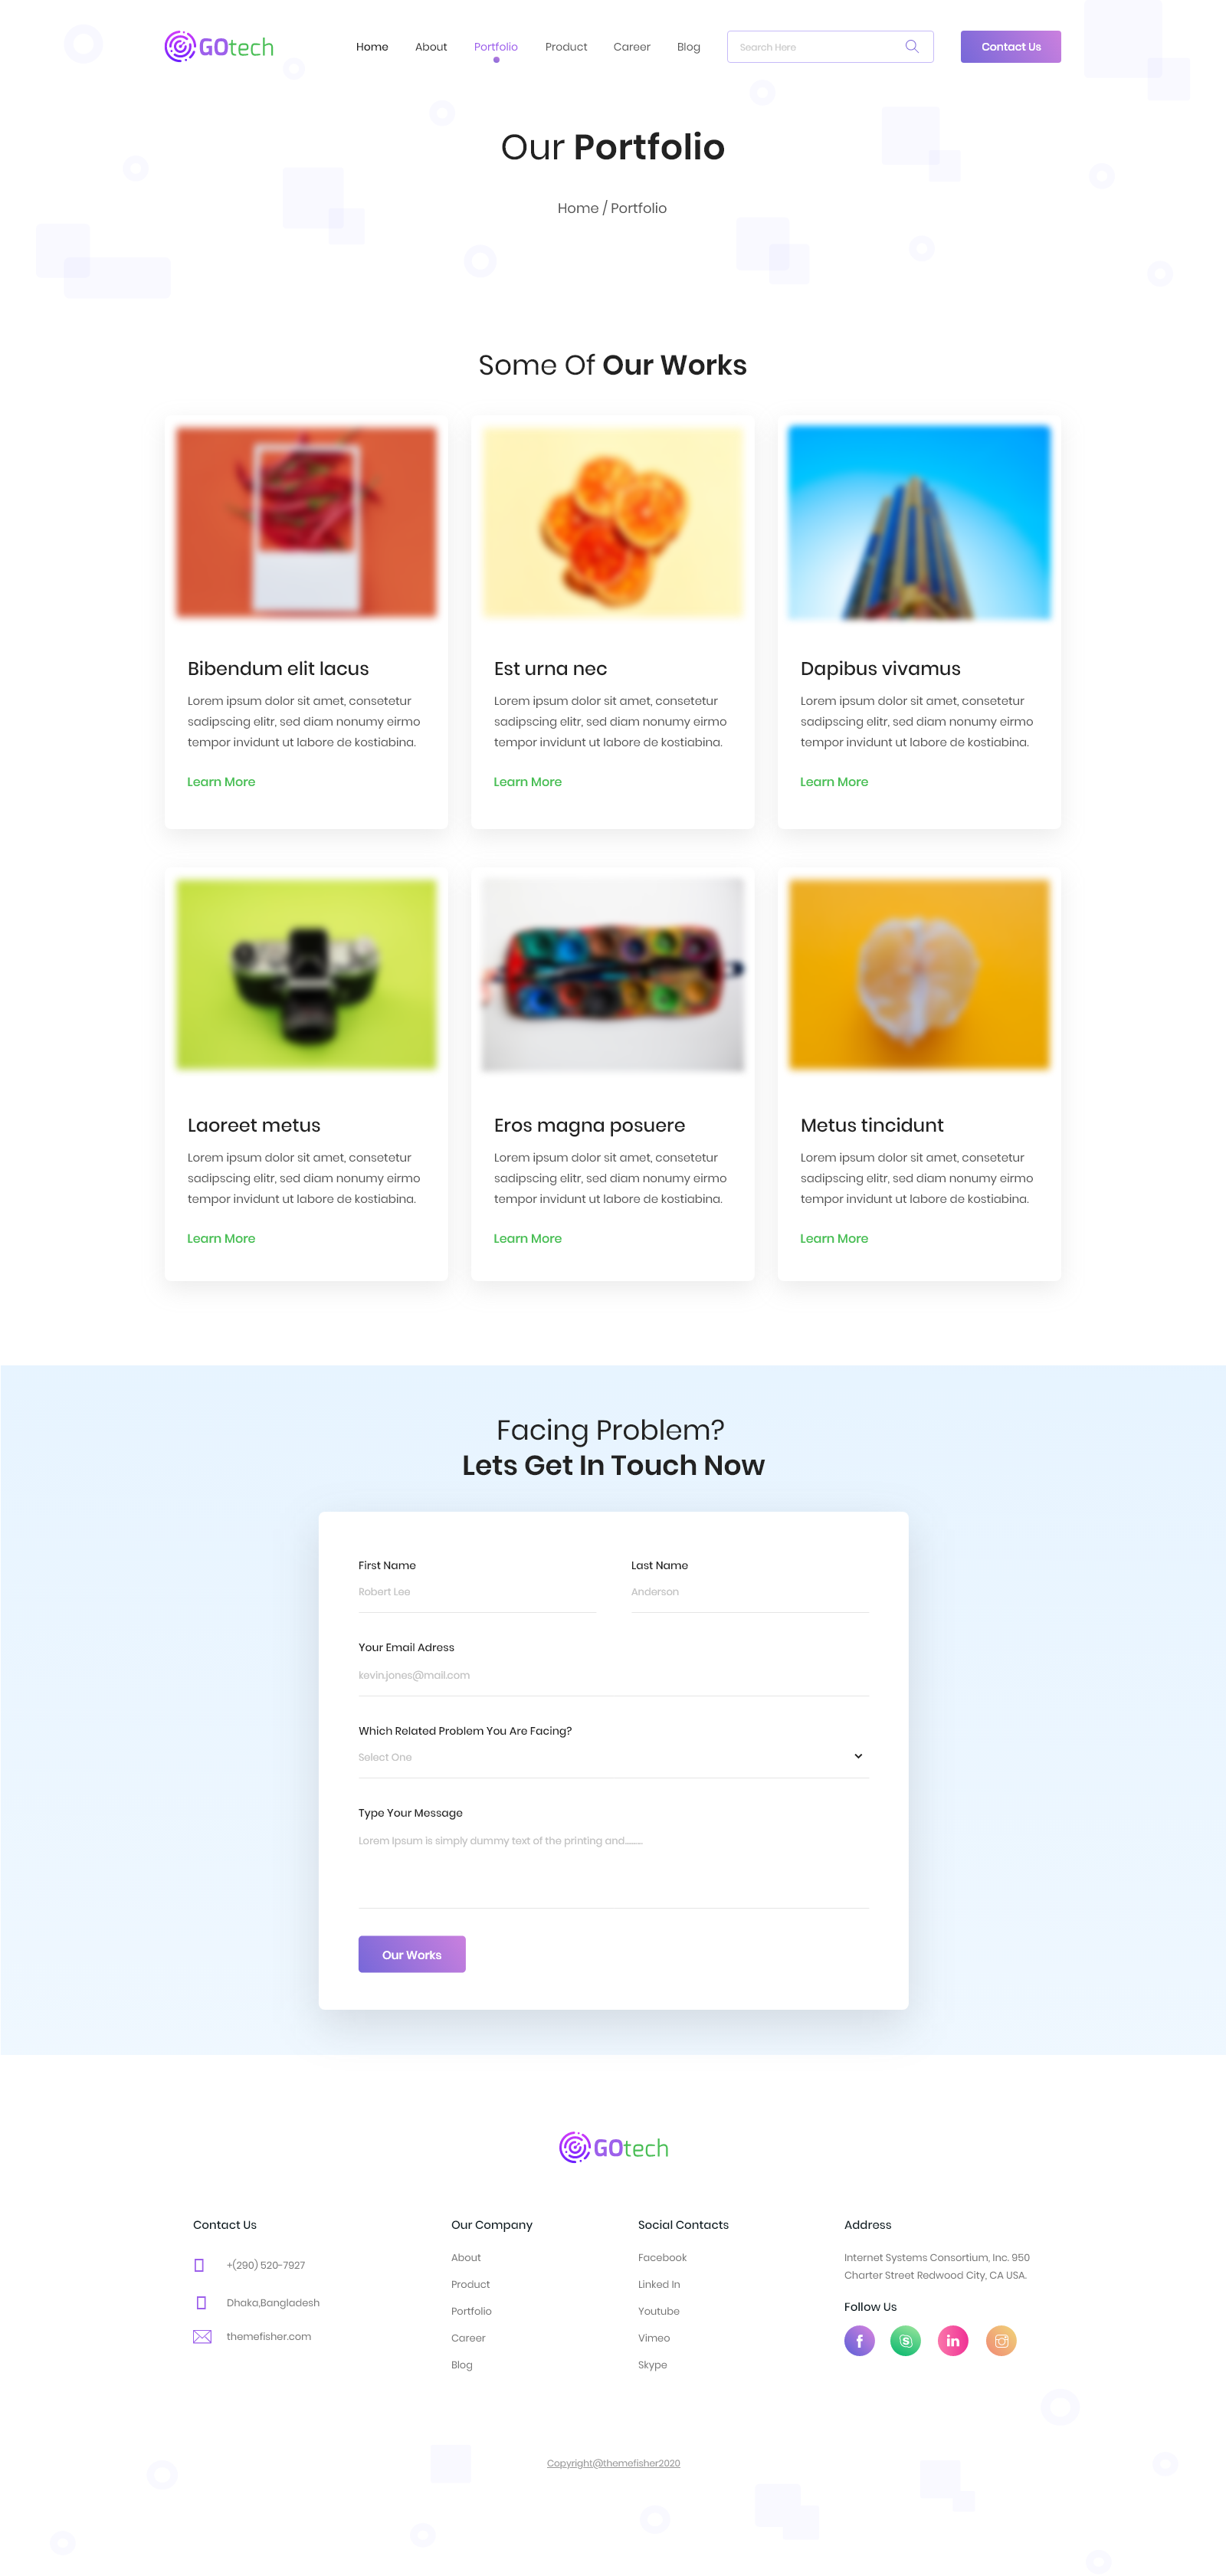 GOtech
Home About Portfolio Product Career Blog Search Here Contact Us
Our Portfolio
Home / Portfolio
Some Of Our Works
Bibendum elit lacus
Lorem ipsum dolor sit amet, consetetur
sadipscing elitr, sed diam nonumy eirmo
tempor invidunt ut labore de kostiabina.
Learn More
Est urna nec
Lorem ipsum dolor sit amet, consetetur
sadipscing elitr, sed diam nonumy eirmo
tempor invidunt ut labore de kostiabina.
Learn More
Dapibus vivamus
Lorem ipsum dolor sit amet, consetetur
sadipscing elitr, sed diam nonumy eirmo
tempor invidunt ut labore de kostiabina.
Learn More
Laoreet metus
Lorem ipsum dolor sit amet, consetetur
sadipscing elitr, sed diam nonumy eirmo
tempor invidunt ut labore de kostiabina.
Learn More
Eros magna posuere
Lorem ipsum dolor sit amet, consetetur
sadipscing elitr, sed diam nonumy eirmo
tempor invidunt ut labore de kostiabina.
Learn More
Metus tincidunt
Lorem ipsum dolor sit amet, consetetur
sadipscing elitr, sed diam nonumy eirmo
tempor invidunt ut labore de kostiabina.
Learn More
Facing Problem?
Lets Get In Touch Now
First Name
Robert Lee
Last Name
Anderson
Your Email Adress
kevin.jones@mail.com
Which Related Problem You Are Facing?
Select One
Type Your Message
Lorem Ipsum is simply dummy text of the printing and.........
Our Works
GOtech
Contact Us
+(290) 520-7927
Dhaka,Bangladesh
themefisher.com
Our Company
About
Product
Portfolio
Career
Blog
Social Contacts
Facebook
Linked In
Youtube
Vimeo
Skype
Address
Internet Systems Consortium, Inc. 950
Charter Street Redwood City, CA USA.
Follow Us
Copyright@themefisher2020